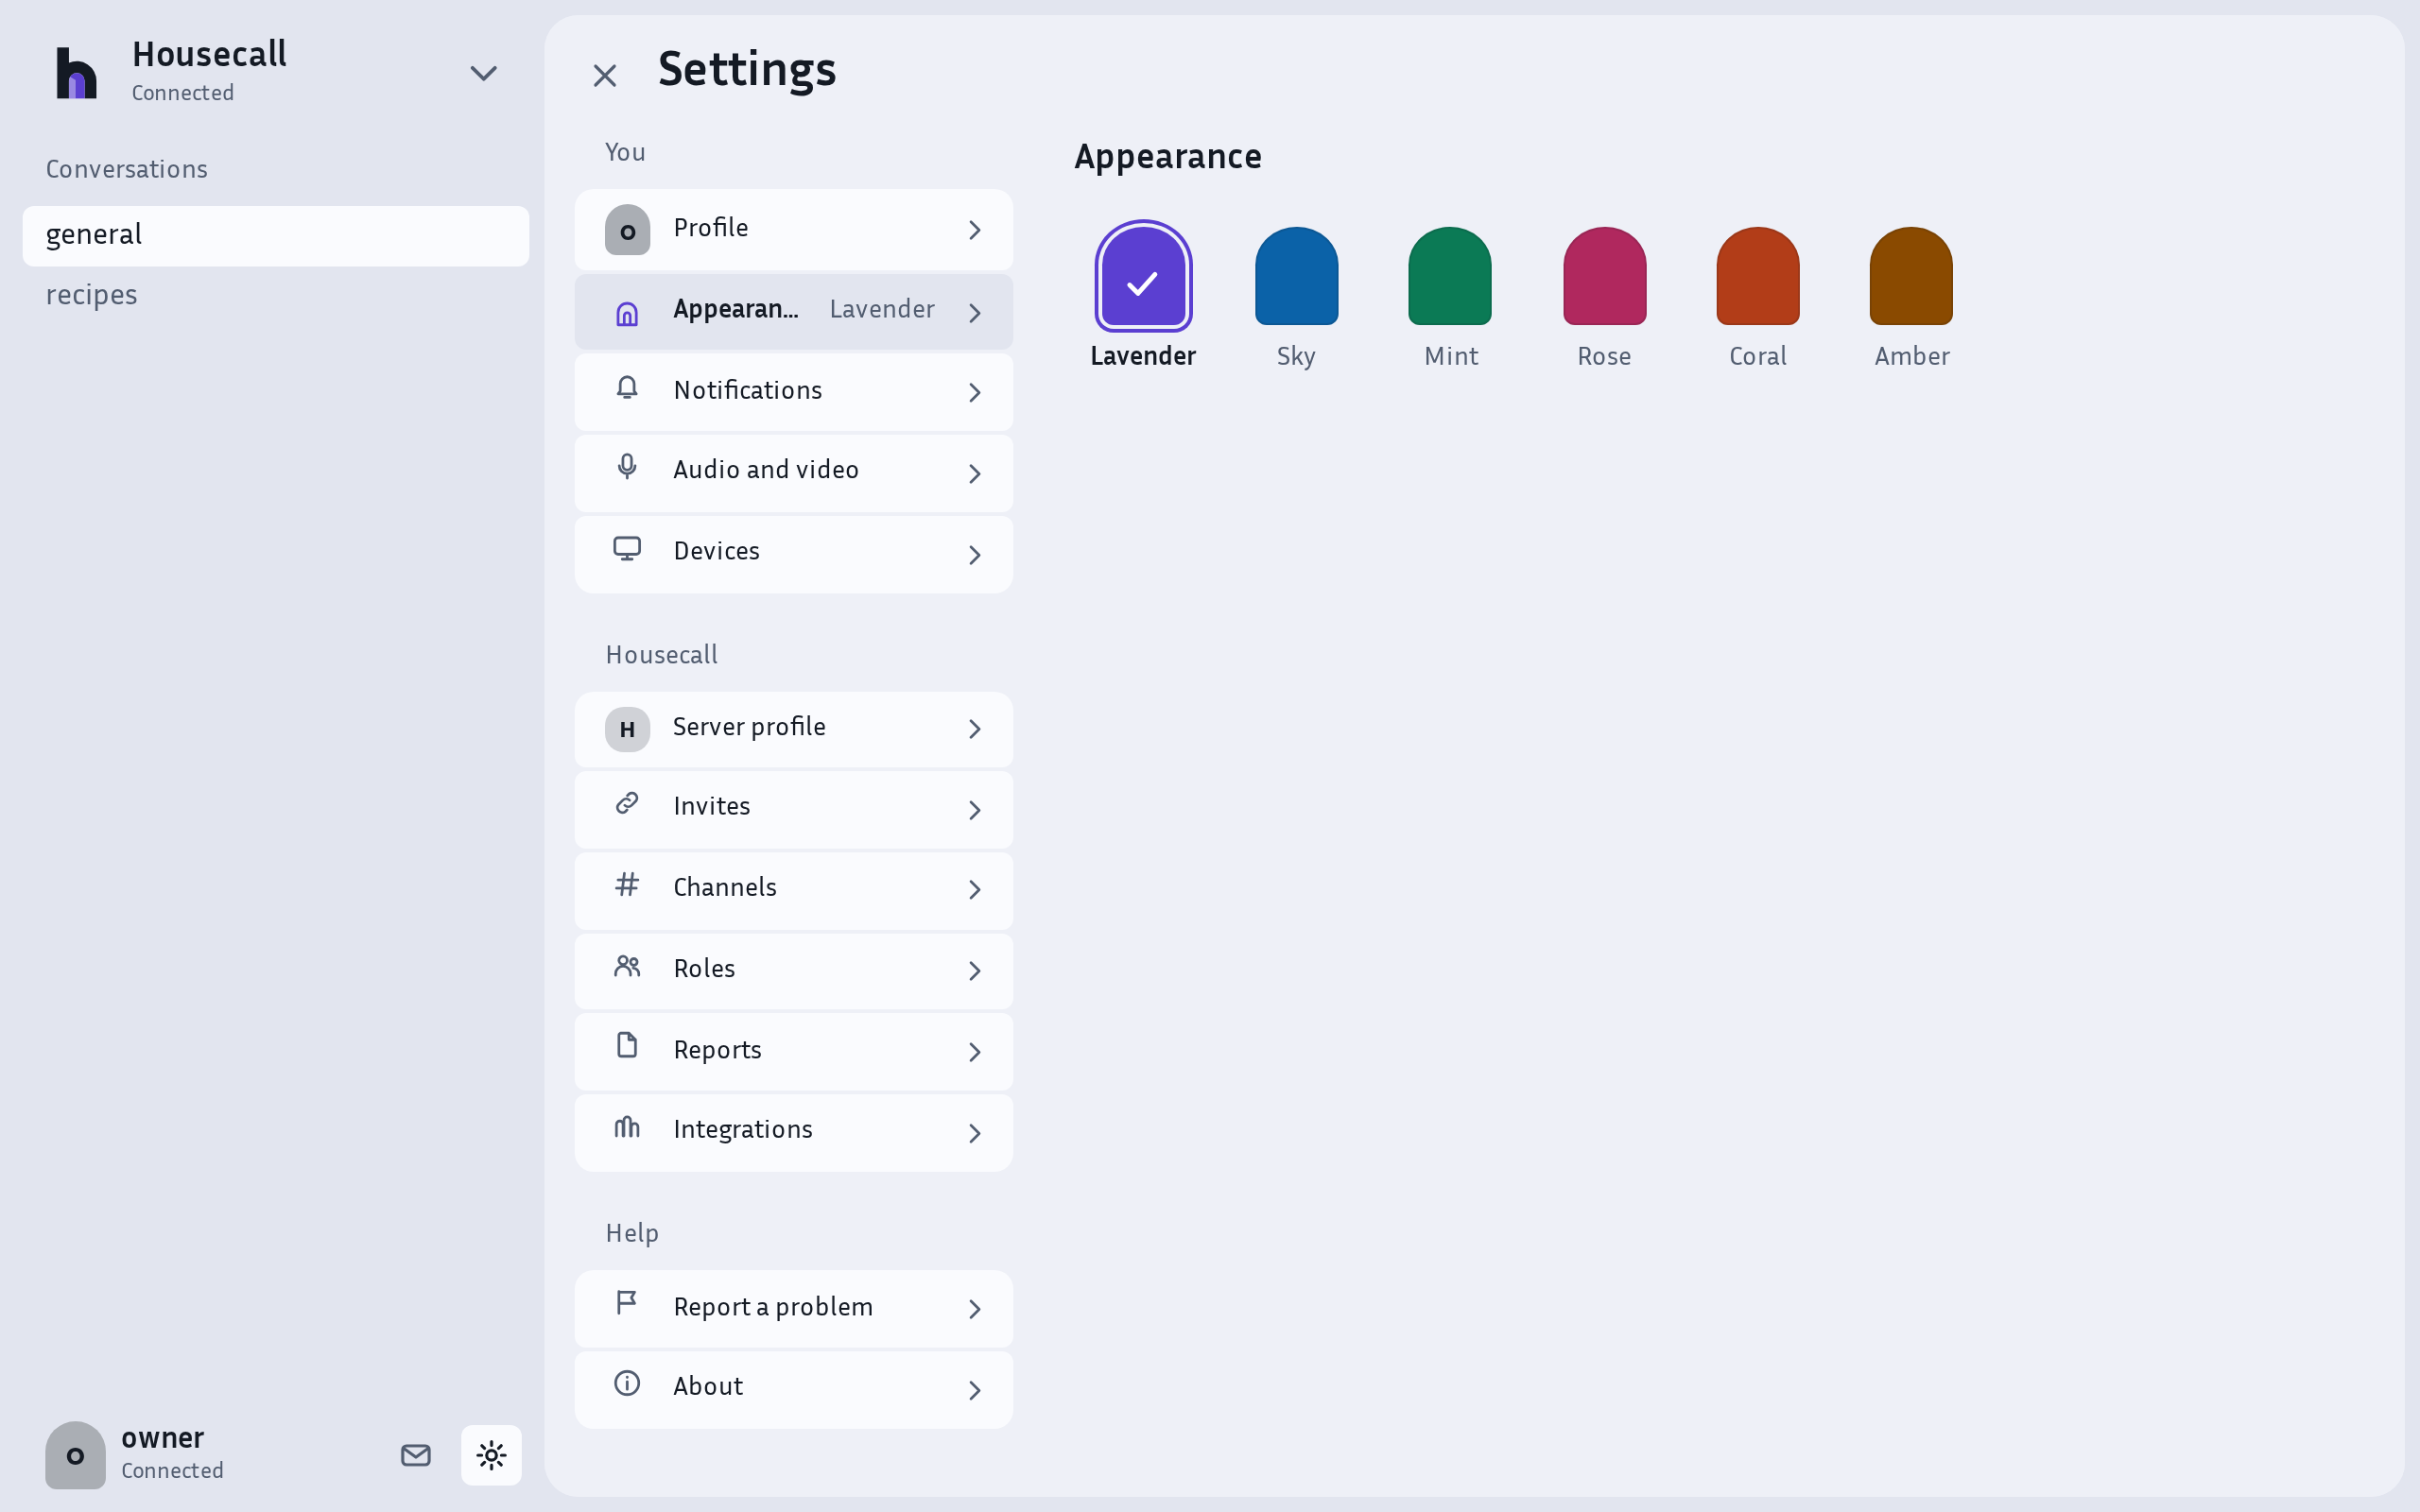 Housecall
Connected
Conversations
general
recipes
o
owner
Connected
Settings
You
o
Profile
Appearan... Lavender
Notifications
Audio and video
Devices
Housecall
H
Server profile
Invites
Channels
Roles
Reports
Integrations
Help
Report a problem
About
Appearance
Lavender Sky Mint Rose Coral Amber